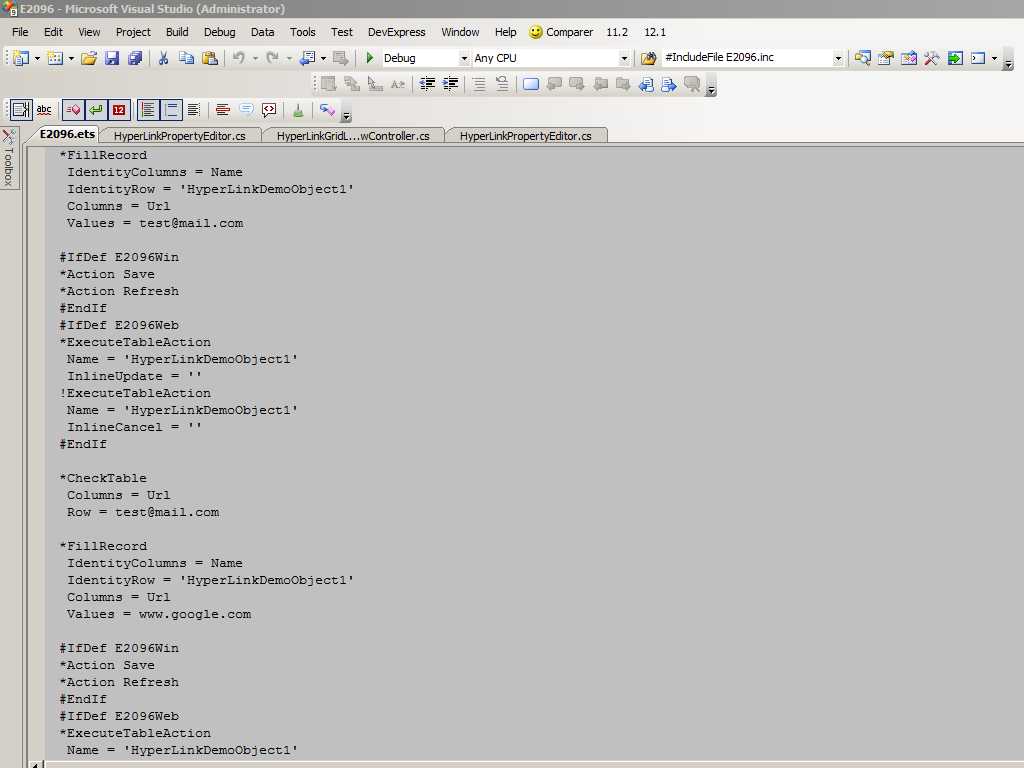 E2096 - Microsoft Visual Studio (Administrator)
File Edit View Project Build Debug Data Tools Test DevExpress Window Help Comparer 11.2 12.1
Debug Any CPU #IncludeFile E2096.inc
abc 12
E2096.ets HyperLinkPropertyEditor.cs HyperLinkGridL...wController.cs HyperLinkPropertyEditor.cs
Toolbox
*FillRecord
IdentityColumns = Name
IdentityRow = 'HyperLinkDemoObject1'
Columns = Url
Values = test@mail.com
#IfDef E2096Win
*Action Save
*Action Refresh
#EndIf
#IfDef E2096Web
*ExecuteTableAction
Name = 'HyperLinkDemoObject1'
InlineUpdate = ''
!ExecuteTableAction
Name = 'HyperLinkDemoObject1'
InlineCancel = ''
#EndIf
*CheckTable
Columns = Url
Row = test@mail.com
*FillRecord
IdentityColumns = Name
IdentityRow = 'HyperLinkDemoObject1'
Columns = Url
Values = www.google.com
#IfDef E2096Win
*Action Save
*Action Refresh
#EndIf
#IfDef E2096Web
*ExecuteTableAction
Name = 'HyperLinkDemoObject1'